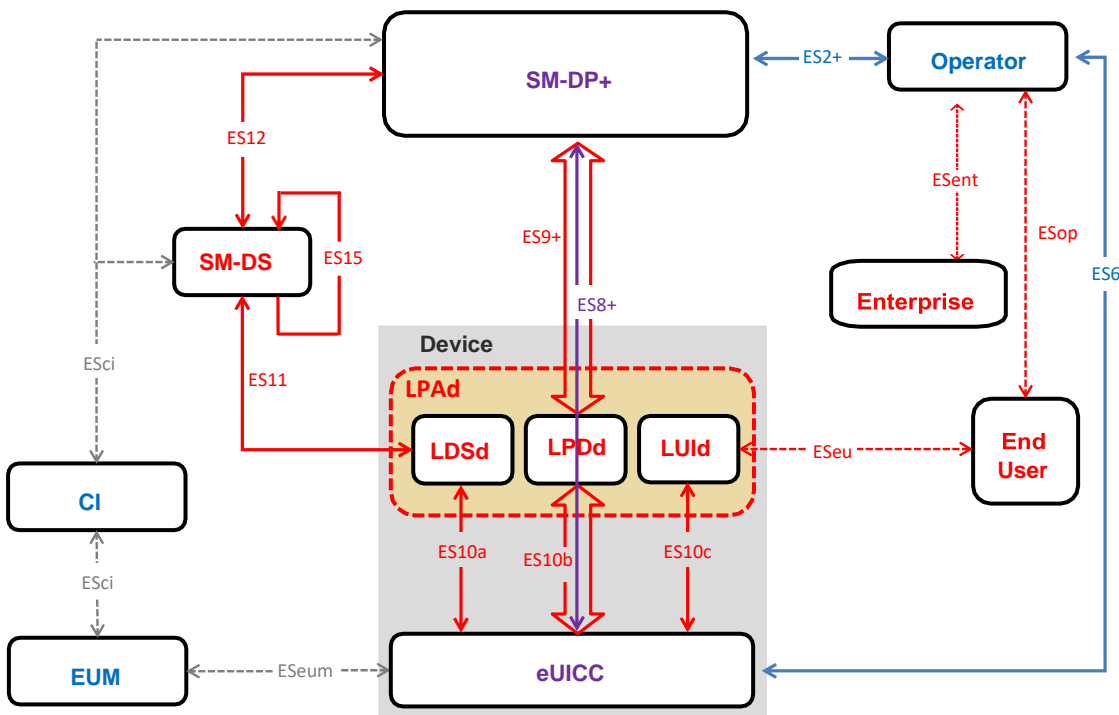 SM-DP+
ES2+
Operator
ES12
ESent
ES9+
ESop
SM-DS
ES15
ES6
Enterprise
ES8+
Device
ESci
ES11
LPAd
LDSd
LPDd
LUId
ESeu
End
User
CI
ES10a
ES10b
ES10c
ESci
EUM
ESeum
eUICC